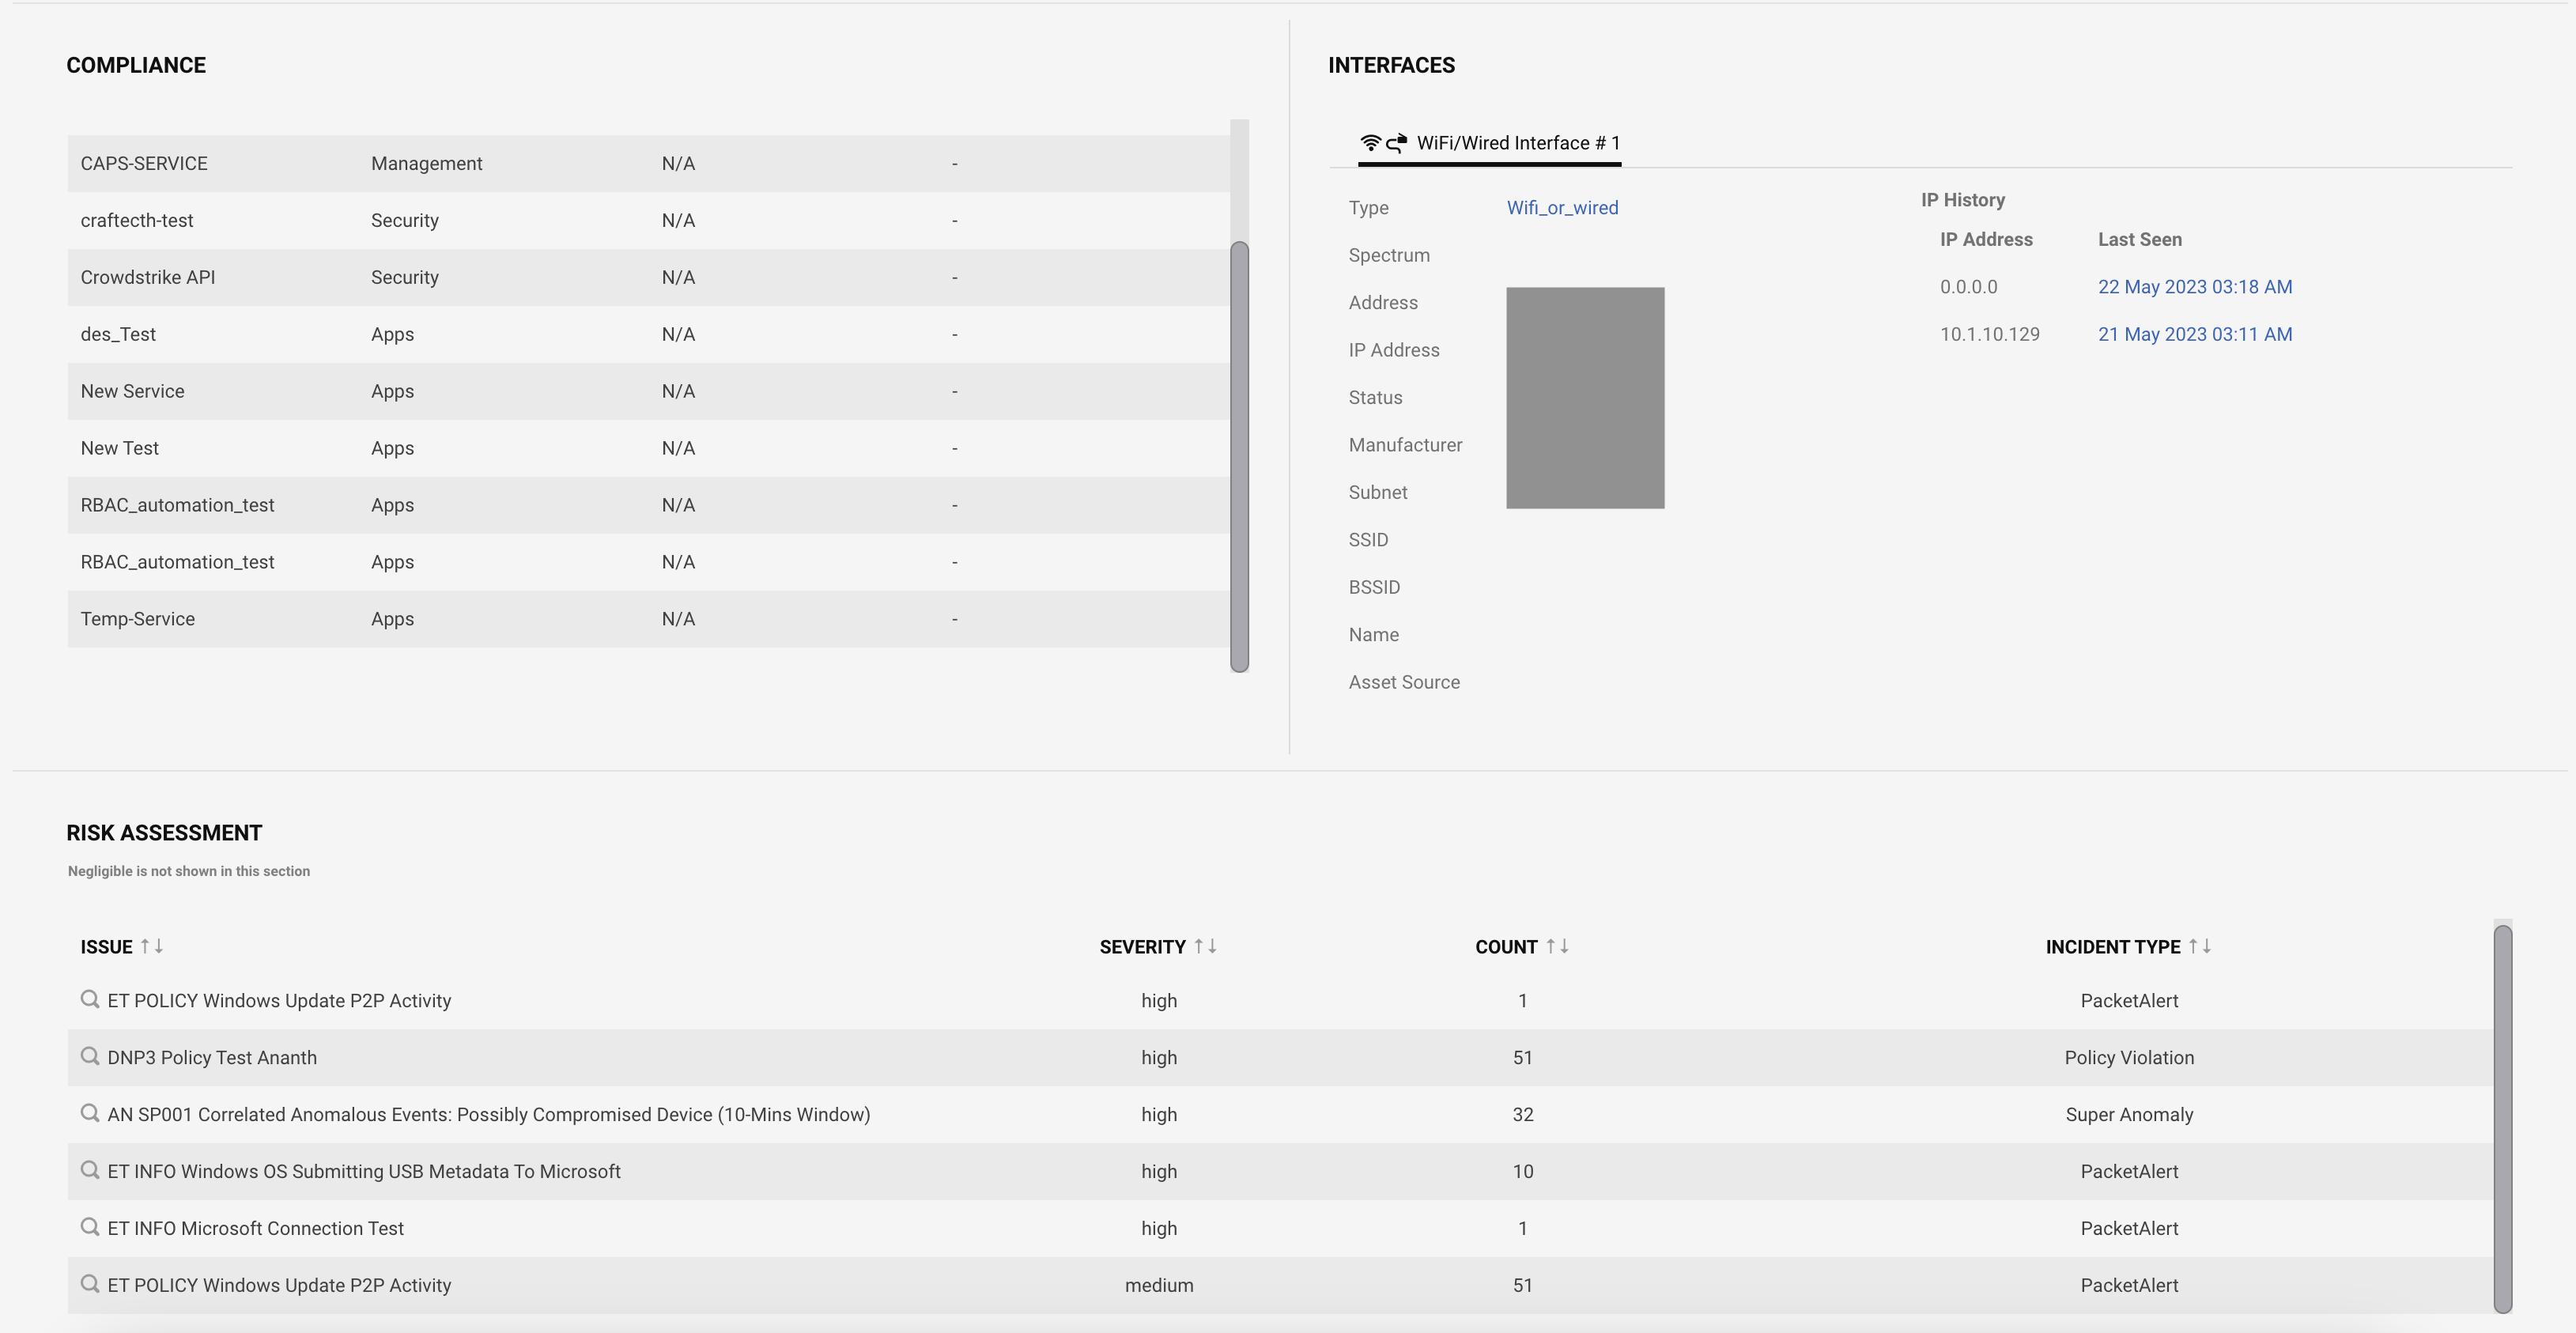 COMPLIANCE
CAPS-SERVICE Management N/A -
craftecth-test Security N/A -
Crowdstrike API Security N/A -
des_Test Apps N/A -
New Service Apps N/A -
New Test Apps N/A -
RBAC_automation_test Apps N/A -
RBAC_automation_test Apps N/A -
Temp-Service Apps N/A -
INTERFACES
WiFi/Wired Interface # 1
Type Wifi_or_wired
Spectrum
Address
IP Address
Status
Manufacturer
Subnet
SSID
BSSID
Name
Asset Source
IP History
IP Address Last Seen
0.0.0.0 22 May 2023 03:18 AM
10.1.10.129 21 May 2023 03:11 AM
RISK ASSESSMENT
Negligible is not shown in this section
ISSUE ↑↓ SEVERITY ↑↓ COUNT ↑↓ INCIDENT TYPE ↑↓
ET POLICY Windows Update P2P Activity high 1 PacketAlert
DNP3 Policy Test Ananth high 51 Policy Violation
AN SP001 Correlated Anomalous Events: Possibly Compromised Device (10-Mins Window) high 32 Super Anomaly
ET INFO Windows OS Submitting USB Metadata To Microsoft high 10 PacketAlert
ET INFO Microsoft Connection Test high 1 PacketAlert
ET POLICY Windows Update P2P Activity medium 51 PacketAlert